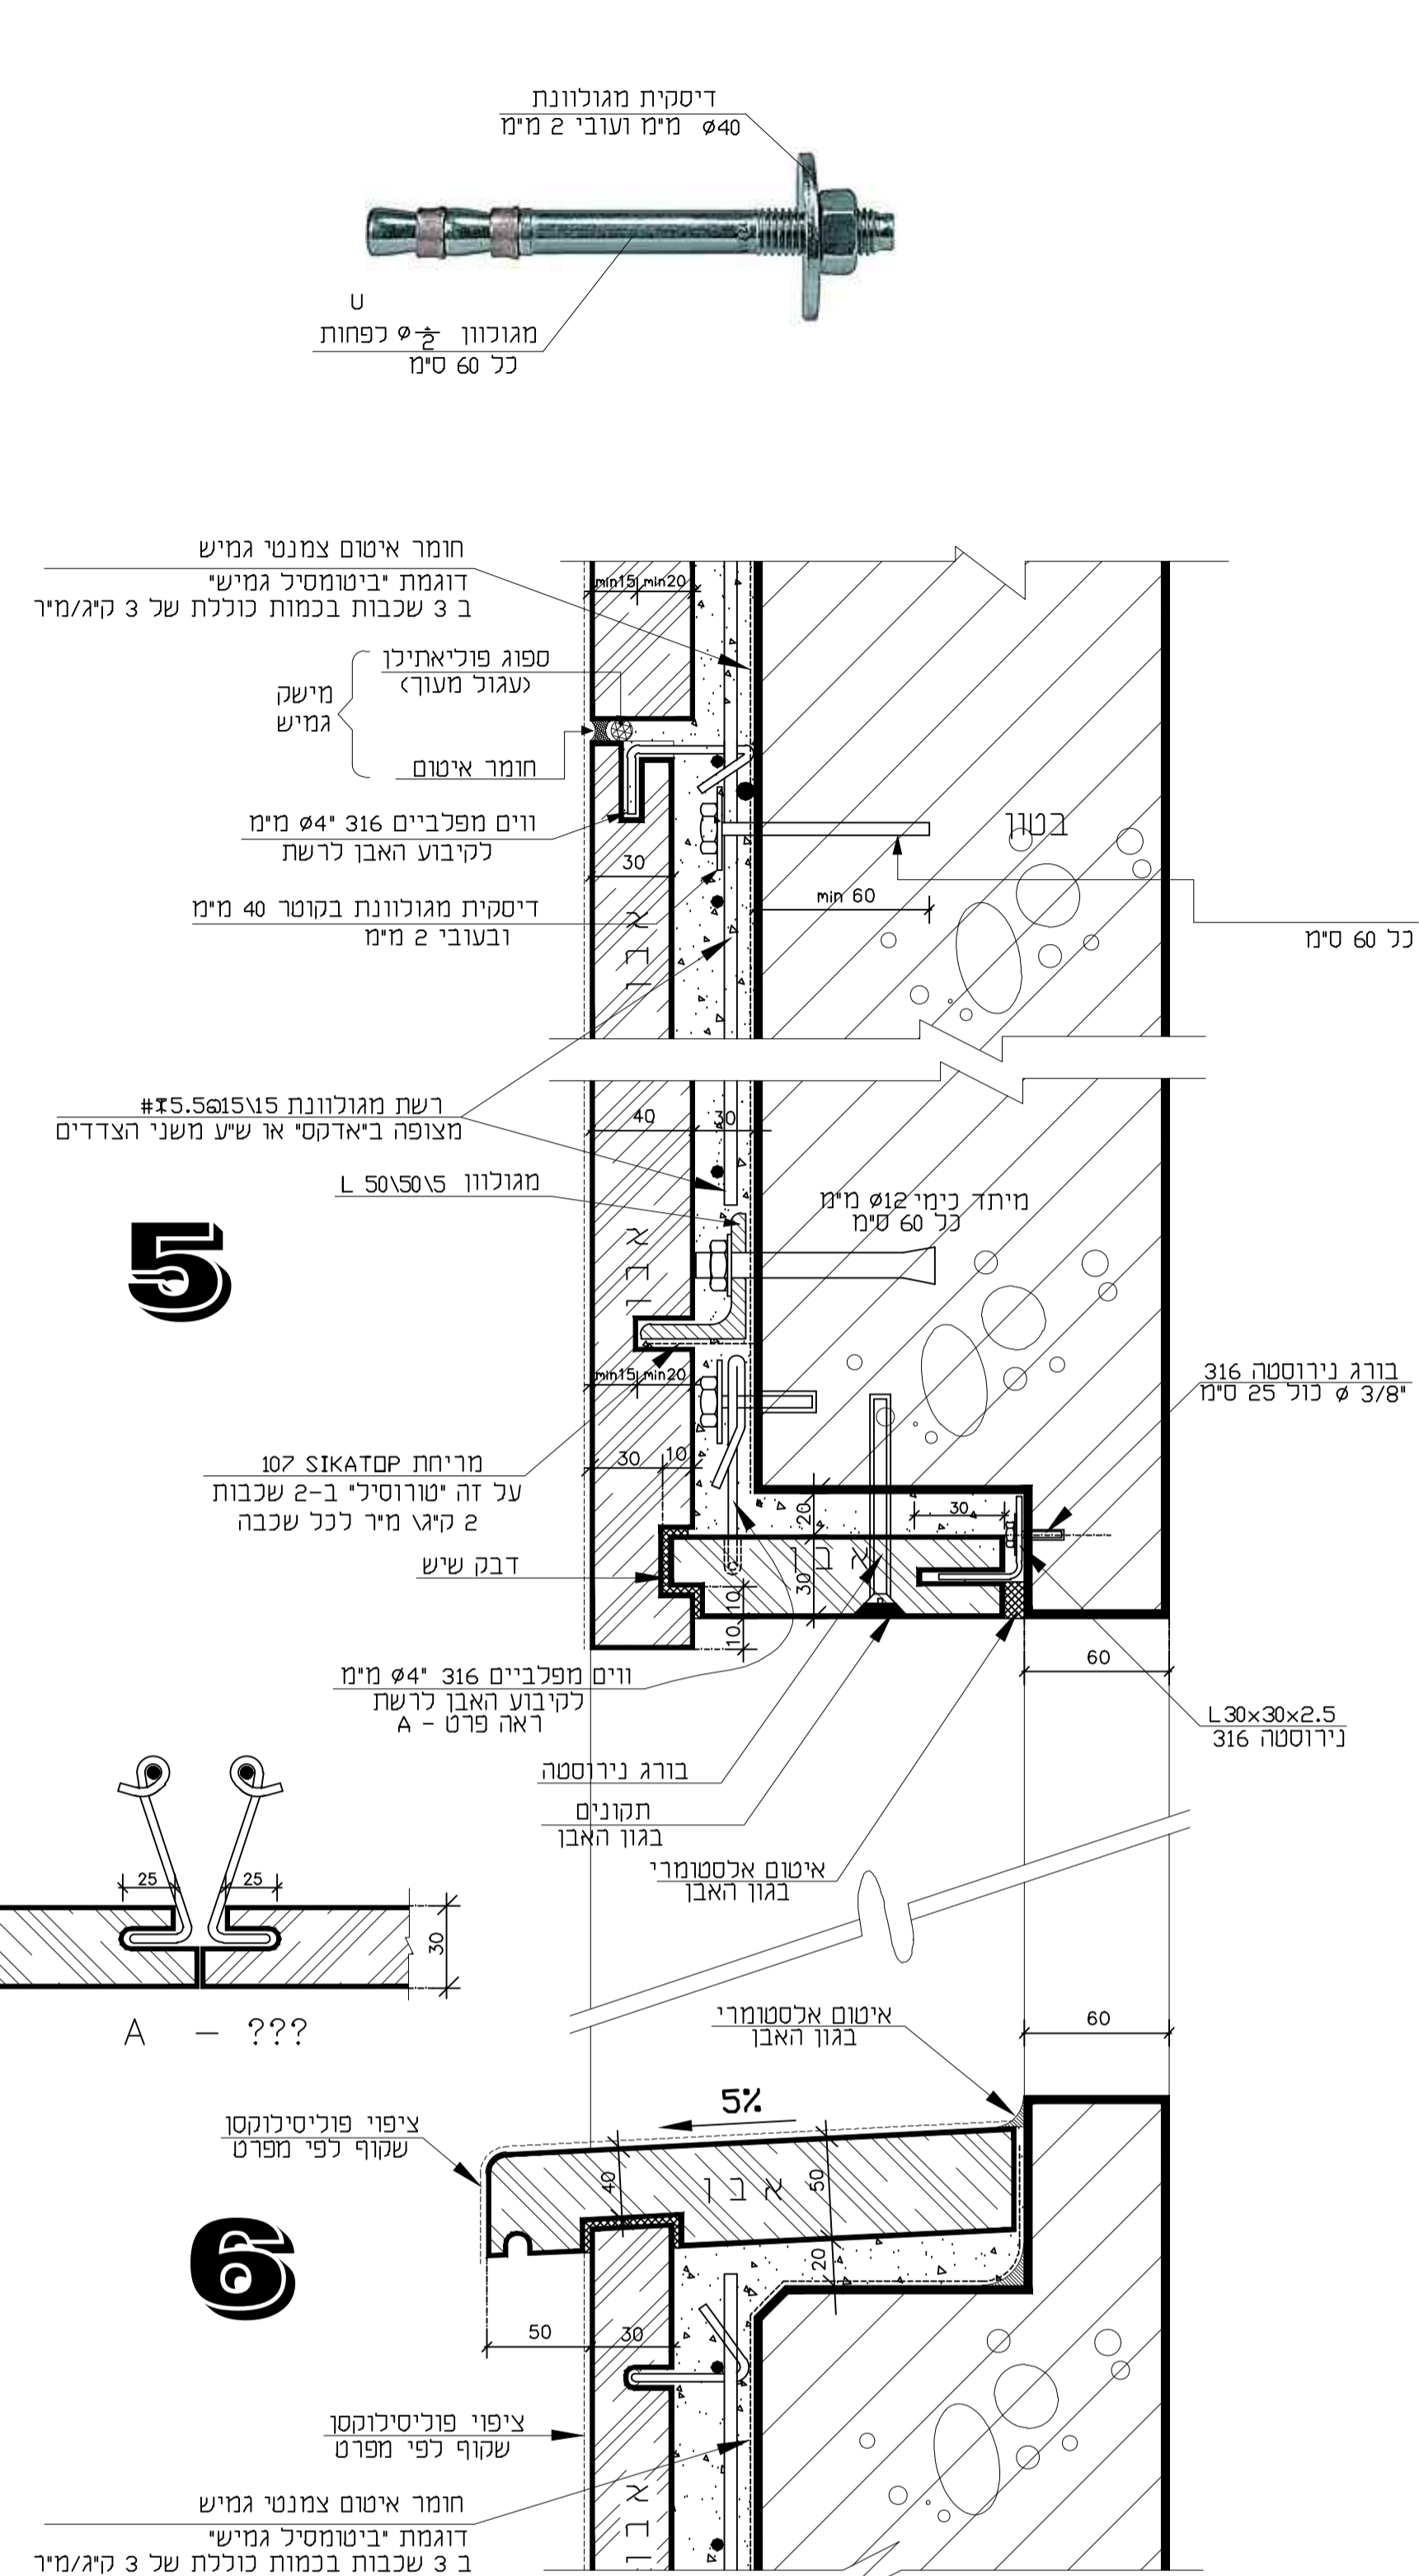 דיסקית מגולוונת
ø40 מ"מ ועובי 2 מ"מ
U
מגולוון ø 2 לפחות
כל 60 ס"מ
חומר איטום צמנטי גמיש
דוגמת "ביטומסיל גמיש"
ב 3 שכבות בכמות כוללת של 3 ק"ג/מ"ר
min15
min20
ספוג פוליאתילן
(עגול מעוך)
מישק
גמיש
חומר איטום
ווים מפלביים 316 "ø4 מ"מ
לקיבוע האבן לרשת
בטון
30
דיסקית מגולוונת בקוטר 40 מ"מ
ובעובי 2 מ"מ
min 60
כל 60 ס"מ
אבן
רשת מגולוונת 15\15@5.5#
מצופה ב"אדקס" או ש"ע משני הצדדים
40
30
L 50\50\5 מגולוון
מיתד כימי ø12 מ"מ
כל 60 ס"מ
אבן
5
min15
min20
בורג נירוסטה 316
ø 3/8" כול 25 ס"מ
מריחת SIKATOP 107
על זה "טורוסיל" ב-2 שכבות
2 ק"ג\ מ"ר לכל שכבה
30
10
20
30
דבק שיש
אבן
30
10
10
60
ווים מפלביים 316 "ø4 מ"מ
לקיבוע האבן לרשת
ראה פרט - A
L30x30x2.5
נירוסטה 316
בורג נירוסטה
תקונים
בגון האבן
איטום אלסטומרי
בגון האבן
25
25
30
A - ???
איטום אלסטומרי
בגון האבן
60
5%
ציפוי פוליסילוקסן
שקוף לפי מפרט
40
אבן
50
20
6
50
30
ציפוי פוליסילוקסן
שקוף לפי מפרט
אבן
חומר איטום צמנטי גמיש
דוגמת "ביטומסיל גמיש"
ב 3 שכבות בכמות כוללת של 3 ק"ג/מ"ר